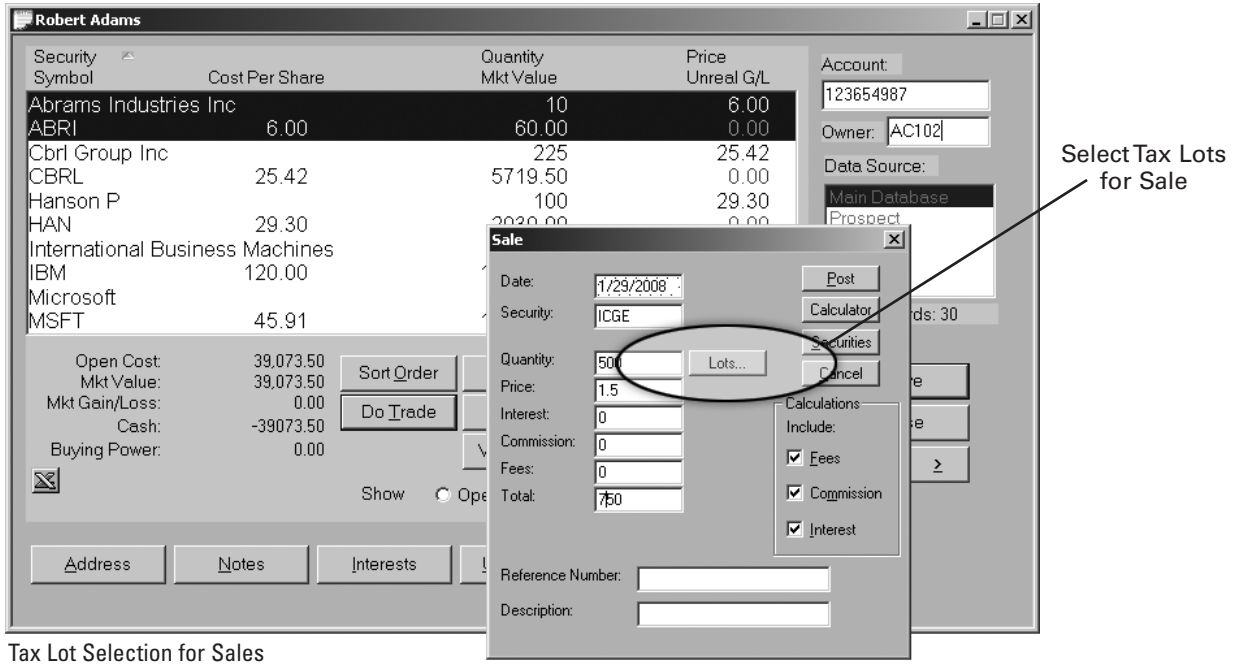 Robert Adams
Security Quantity Price
Symbol Cost Per Share Mkt Value Unreal G/L
Abrams Industries Inc 10 6.00
ABRI 6.00 60.00 0.00
Cbrl Group Inc 225 25.42
CBRL 25.42 5719.50 0.00
Hanson P 100 29.30
HAN 29.30 2930.00 0.00
International Business Machines
IBM 120.00
Microsoft
MSFT 45.91
Account:
123654987
Owner: AC102
Data Source:
Main Database
Prospect
rds: 30
Open Cost: 39,073.50
Mkt Value: 39,073.50
Mkt Gain/Loss: 0.00
Cash: -39073.50
Buying Power: 0.00
Sort Order
Do Trade
Show Ope
e
se
>
Address Notes Interests
Sale
Date: 1/29/2008
Security: ICGE
Quantity: 500 Lots...
Price: 1.5
Interest: 0
Commission: 0
Fees: 0
Total: 750
Post
Calculator
Securities
Cancel
Calculations
Include:
Fees
Commission
Interest
Reference Number:
Description:
Select Tax Lots
for Sale
Tax Lot Selection for Sales